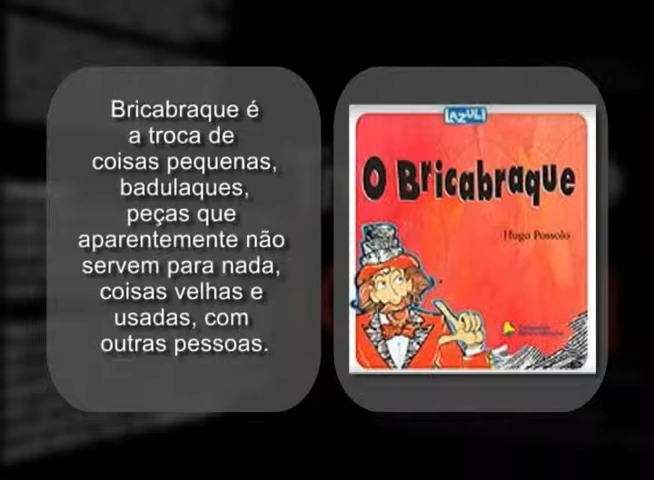 Bricabraque é
a troca de
coisas pequenas,
badulaques,
peças que
aparentemente não
servem para nada,
coisas velhas e
usadas, com
outras pessoas.
LAZULI
O Bricabraque
Hugo Possolo